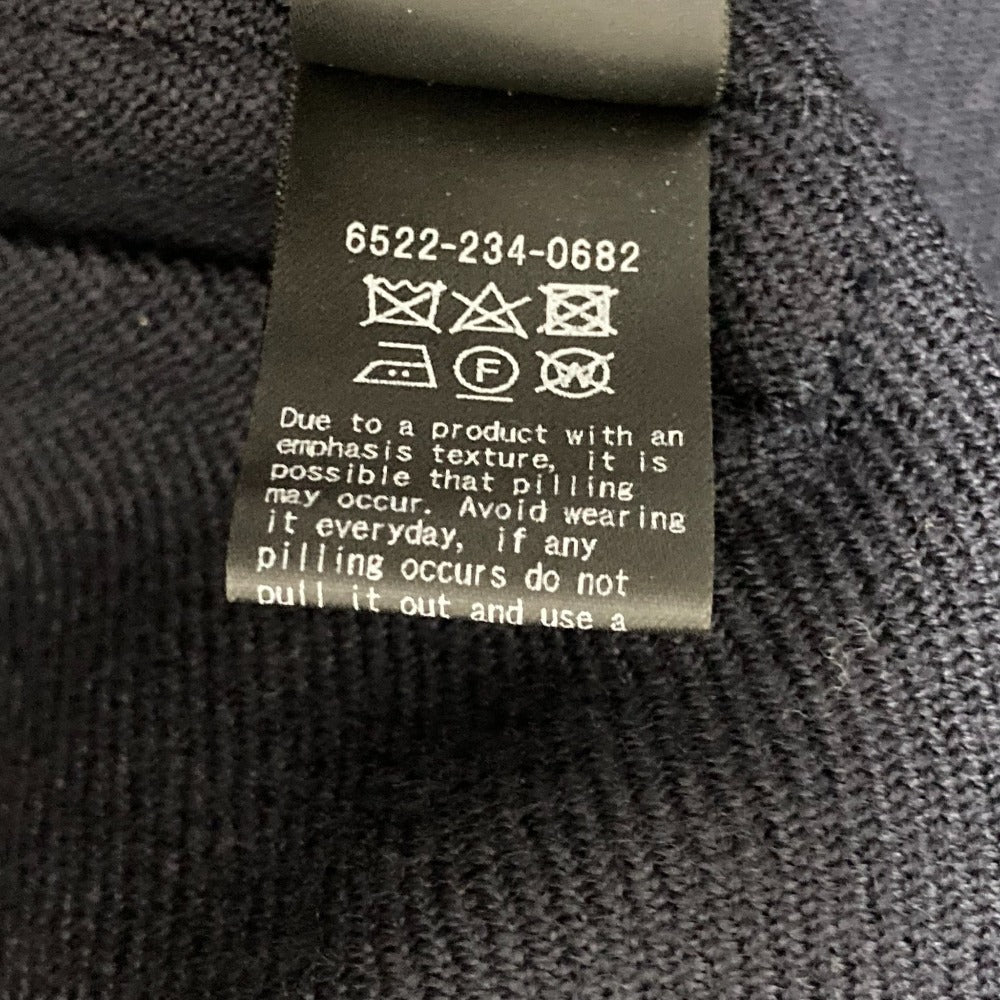 6522-234-0682
F
W
Due to a product with an
emphasis texture, it is
possible that pilling
may occur. Avoid wearing
it everyday, if any
pilling occurs do not
pull it out and use a